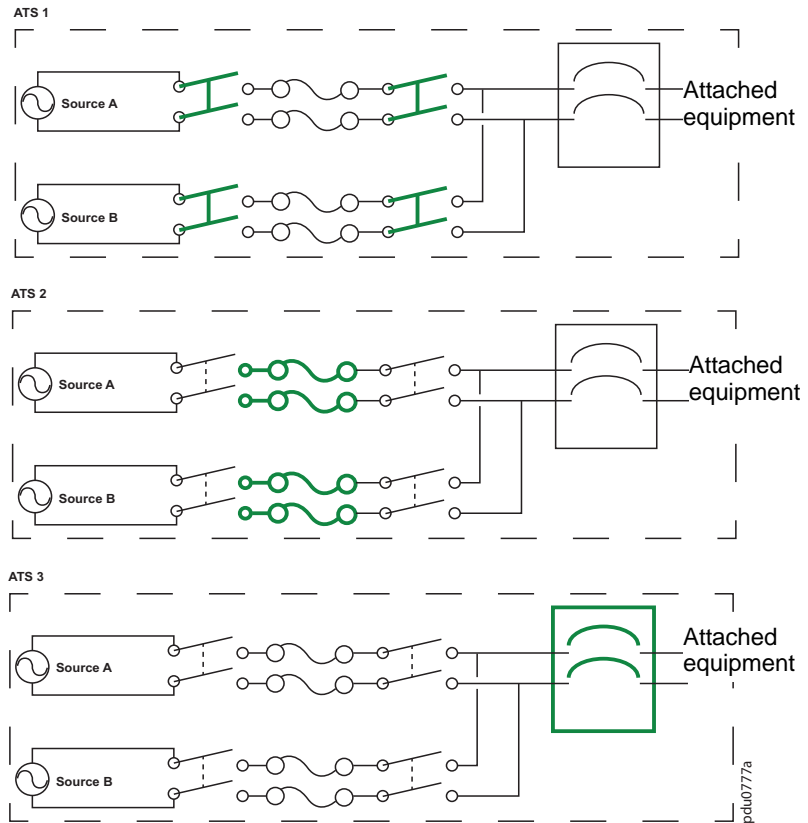 ATS 1
Source A
Attached
equipment
Source B
ATS 2
Source A
Attached
equipment
Source B
ATS 3
Source A
Attached
equipment
Source B
pdu0777a